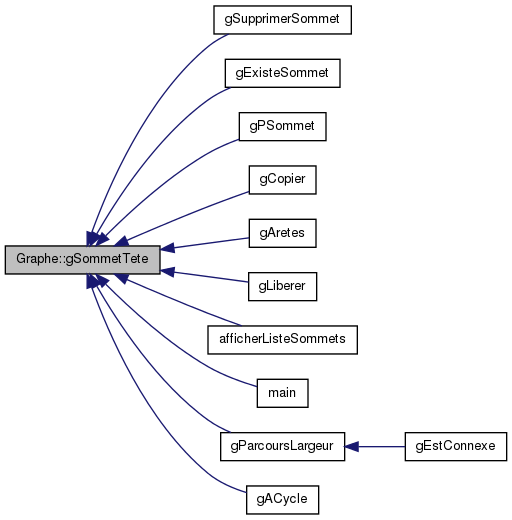 gSupprimerSommet
gExisteSommet
gPSommet
gCopier
gAretes
Graphe::gSommetTete
gLiberer
afficherListeSommets
main
gParcoursLargeur
gEstConnexe
gACycle